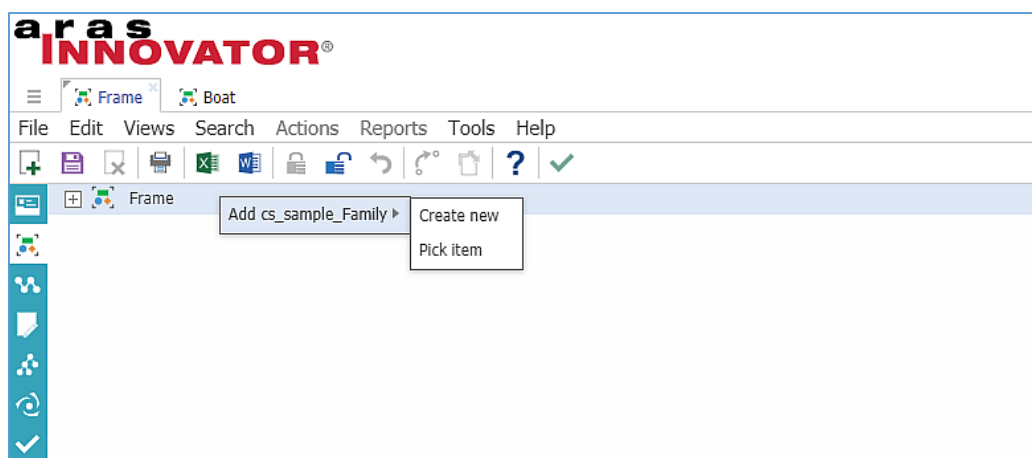 aras
INNOVATOR®
Frame Boat
File Edit Views Search Actions Reports Tools Help
Frame
Add cs_sample_Family Create new
Pick item